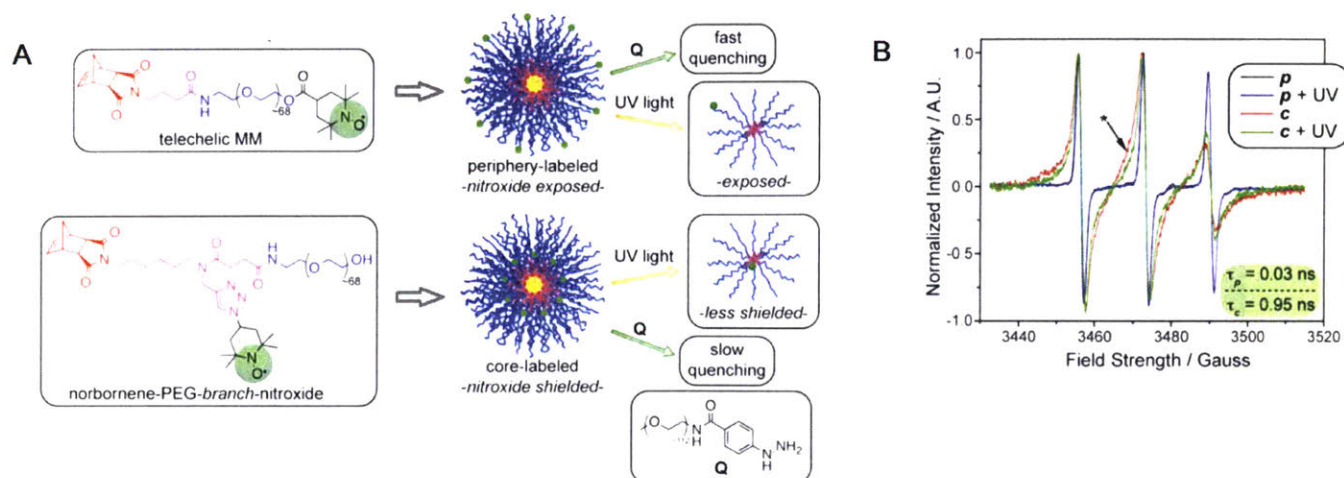 A
telechelic MM
~68
periphery-labeled
-nitroxide exposed-
Q
fast
quenching
UV light
-exposed-
norbornene-PEG-branch-nitroxide
~68
core-labeled
-nitroxide shielded-
UV light
-less shielded-
Q
slow
quenching
Q
B
Normalized Intensity / A.U.
1.0
0.5
0.0
-0.5
-1.0
*
p
p + UV
c
c + UV
τp = 0.03 ns
τc = 0.95 ns
3440
3460
3480
3500
3520
Field Strength / Gauss